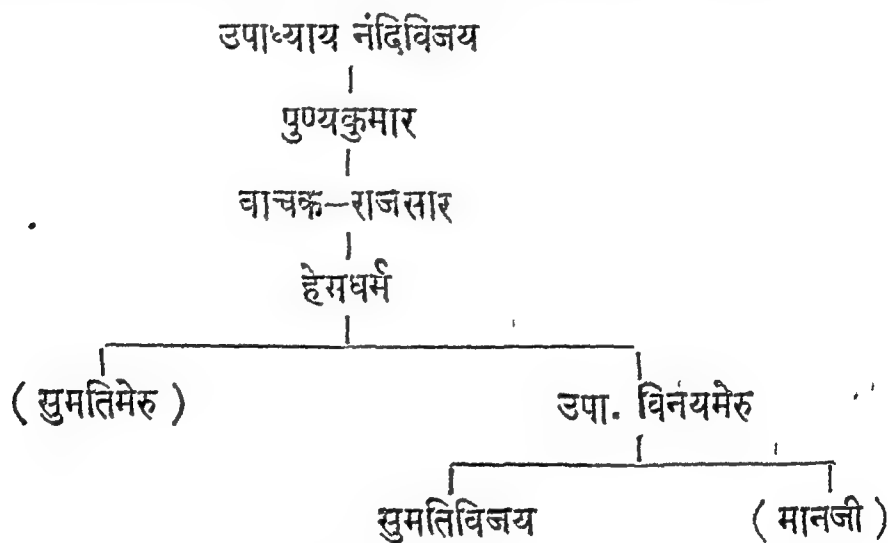 उपाध्याय नंदिविजय
पुण्यकुमार
वाचक–राजसार
हेमधर्म
( सुमतिमेरु ) उपा. विनयमेरु
सुमतिविजय ( मानजी )